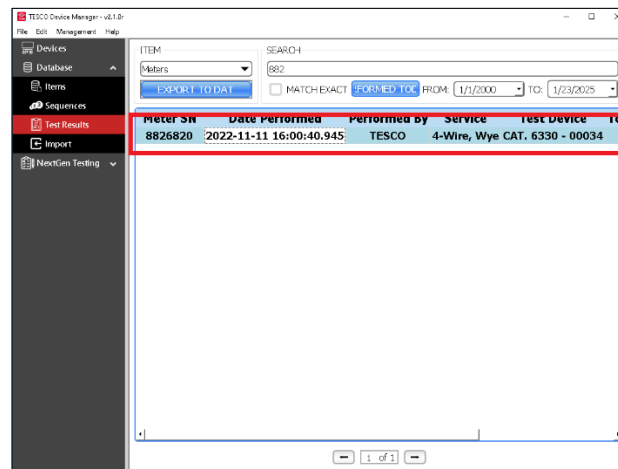 TESCO Device Manager - v2.1.0r
File Edit Management Help
Devices
Database
Items
Sequences
Test Results
Import
NextGen Testing
ITEM
Meters
EXPORT TO DAT
SEARCH
882
MATCH EXACT
FORMED TOD
FROM: 1/1/2000
TO: 1/23/2025
Meter SN Date Performed Performed By Service Test Device
8826820 2022-11-11 16:00:40.945 TESCO 4-Wire, Wye CAT. 6330 - 00034
1 of 1